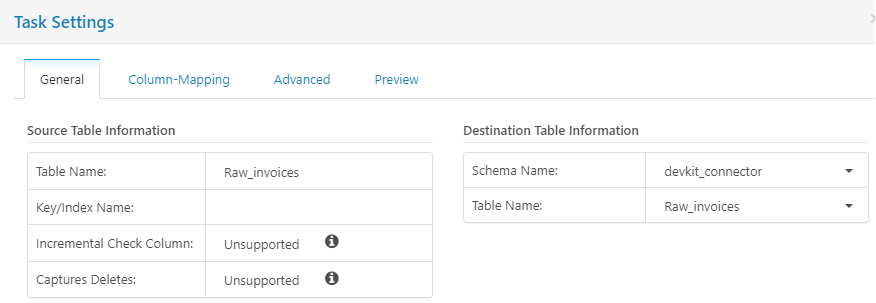 Task Settings
General Column-Mapping Advanced Preview
Source Table Information
Table Name: Raw_invoices
Key/Index Name:
Incremental Check Column: Unsupported
Captures Deletes: Unsupported
Destination Table Information
Schema Name: devkit_connector
Table Name: Raw_invoices